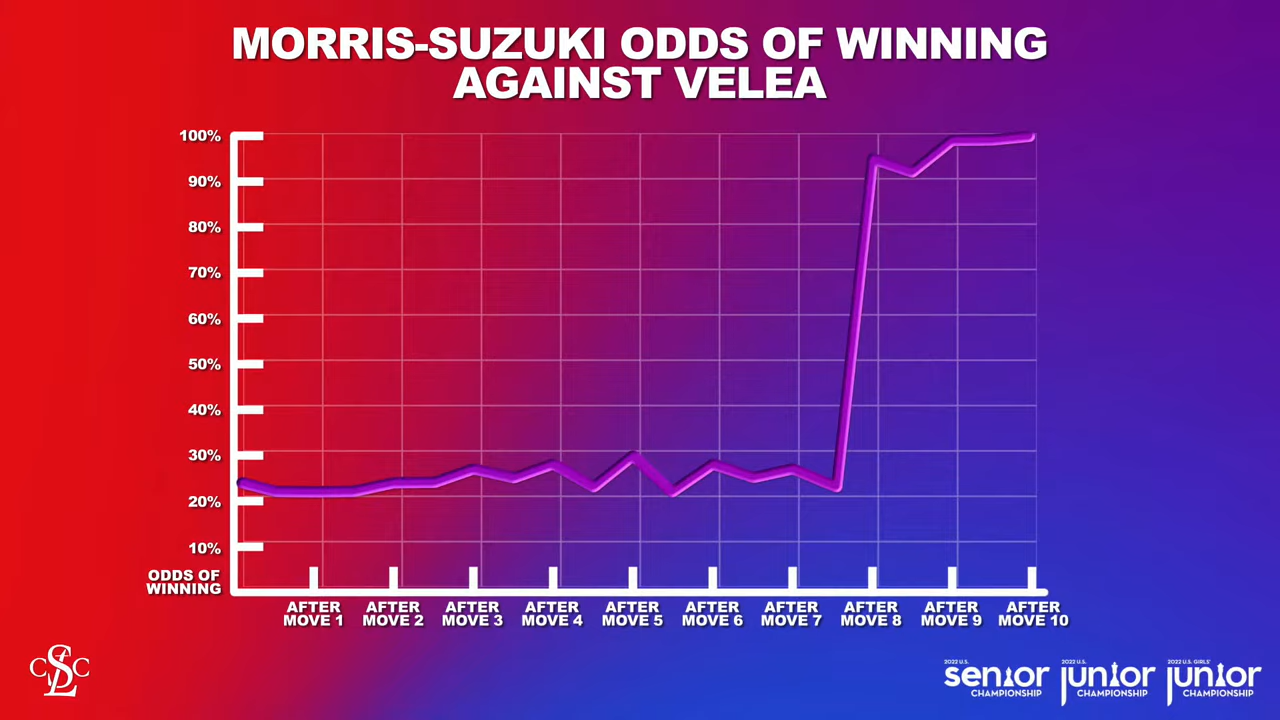 MORRIS-SUZUKI ODDS OF WINNING
AGAINST VELEA
100%
90%
80%
70%
60%
50%
40%
30%
20%
10%
ODDS OF
WINNING
AFTER
MOVE 1
AFTER
MOVE 2
AFTER
MOVE 3
AFTER
MOVE 4
AFTER
MOVE 5
AFTER
MOVE 6
AFTER
MOVE 7
AFTER
MOVE 8
AFTER
MOVE 9
AFTER
MOVE 10
CSLC
2022 U.S.
senior
CHAMPIONSHIP
2022 U.S.
junior
CHAMPIONSHIP
2022 U.S. GIRLS'
junior
CHAMPIONSHIP